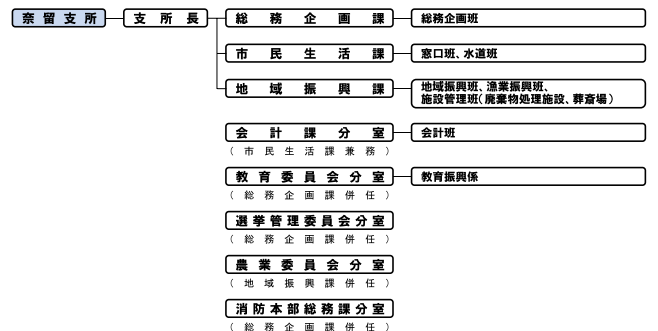 奈留支所 支所長 総務企画課 総務企画班
市民生活課 窓口班、水道班
地域振興課 地域振興班、漁業振興班、
施設管理班(廃棄物処理施設、葬斎場)
会計課分室 会計班
(市民生活課兼務)
教育委員会分室 教育振興係
(総務企画課併任)
選挙管理委員会分室
(総務企画課併任)
農業委員会分室
(地域振興課併任)
消防本部総務課分室
(総務企画課併任)